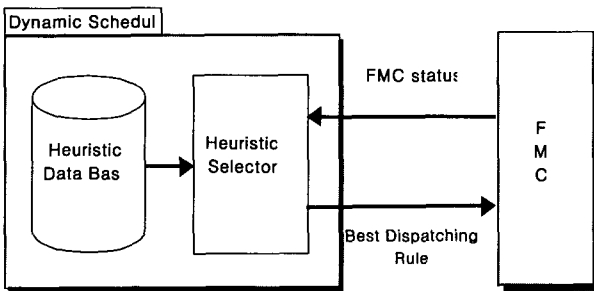 Dynamic Schedul
FMC status
Heuristic
Data Bas
Heuristic
Selector
F
M
C
Best Dispatching
Rule